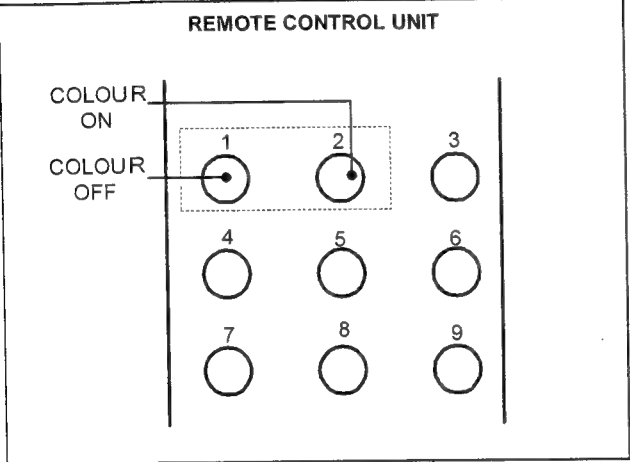 REMOTE CONTROL UNIT
COLOUR
ON
COLOUR
OFF
1 2 3
4 5 6
7 8 9